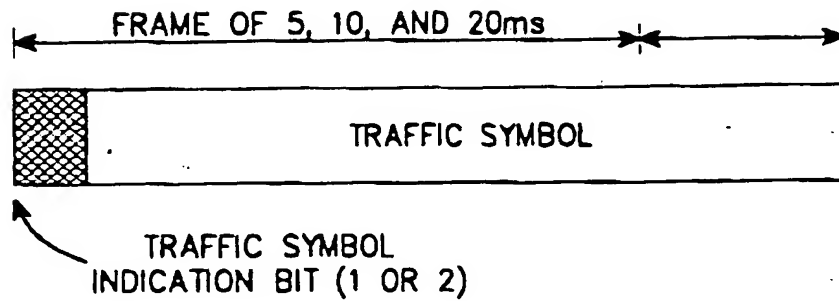 FRAME OF 5, 10, AND 20ms
TRAFFIC SYMBOL
TRAFFIC SYMBOL
INDICATION BIT (1 OR 2)